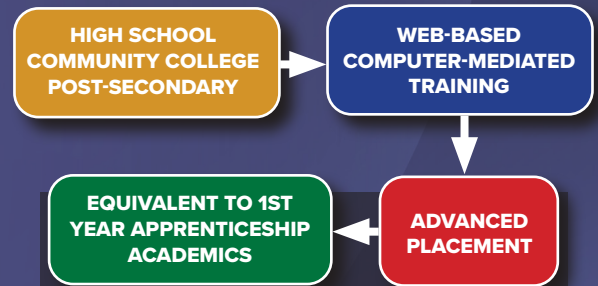 HIGH SCHOOL
COMMUNITY COLLEGE
POST-SECONDARY
WEB-BASED
COMPUTER-MEDIATED
TRAINING
ADVANCED
PLACEMENT
EQUIVALENT TO 1ST
YEAR APPRENTICESHIP
ACADEMICS